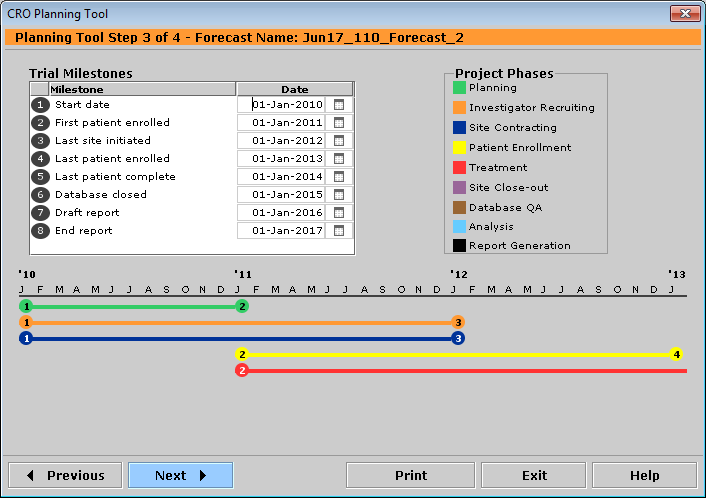 CRO Planning Tool
Planning Tool Step 3 of 4 - Forecast Name: Jun17_110_Forecast_2
Trial Milestones
Milestone Date
1 Start date 01-Jan-2010
2 First patient enrolled 01-Jan-2011
3 Last site initiated 01-Jan-2012
4 Last patient enrolled 01-Jan-2013
5 Last patient complete 01-Jan-2014
6 Database closed 01-Jan-2015
7 Draft report 01-Jan-2016
8 End report 01-Jan-2017
Project Phases
Planning
Investigator Recruiting
Site Contracting
Patient Enrollment
Treatment
Site Close-out
Database QA
Analysis
Report Generation
'10 '11 '12 '13
J F M A M J J A S O N D J F M A M J J A S O N D J F M A M J J A S O N D J
1 2
1 3
1 3
2 4
2
Previous Next Print Exit Help